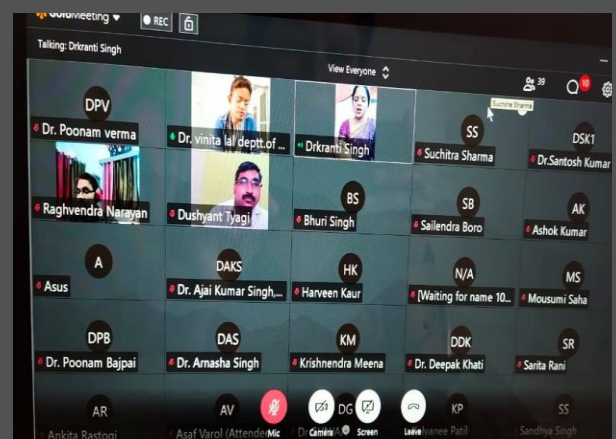 GoToMeeting
REC
Talking: Drkranti Singh
View Everyone
39
10
Suchitra Sharma
DPV
Dr. Poonam verma
Dr. vinita lal deptt.of ...
Drkranti Singh
SS
Suchitra Sharma
DSK1
Dr.Santosh Kumar
Raghvendra Narayan
Dushyant Tyagi
BS
Bhuri Singh
SB
Sailendra Boro
AK
Ashok Kumar
A
Asus
DAKS
Dr. Ajai Kumar Singh,...
HK
Harveen Kaur
N/A
[Waiting for name 10...
MS
Mousumi Saha
DPB
Dr. Poonam Bajpai
DAS
Dr. Arnasha Singh
KM
Krishnendra Meena
DDK
Dr. Deepak Khati
SR
Sarita Rani
AR
Ankita Rastogi
AV
Asaf Varol (Attendee
DG
KP
Kalyanee Patil
SS
Sandhya Singh
Mic
Camera
Screen
Leave